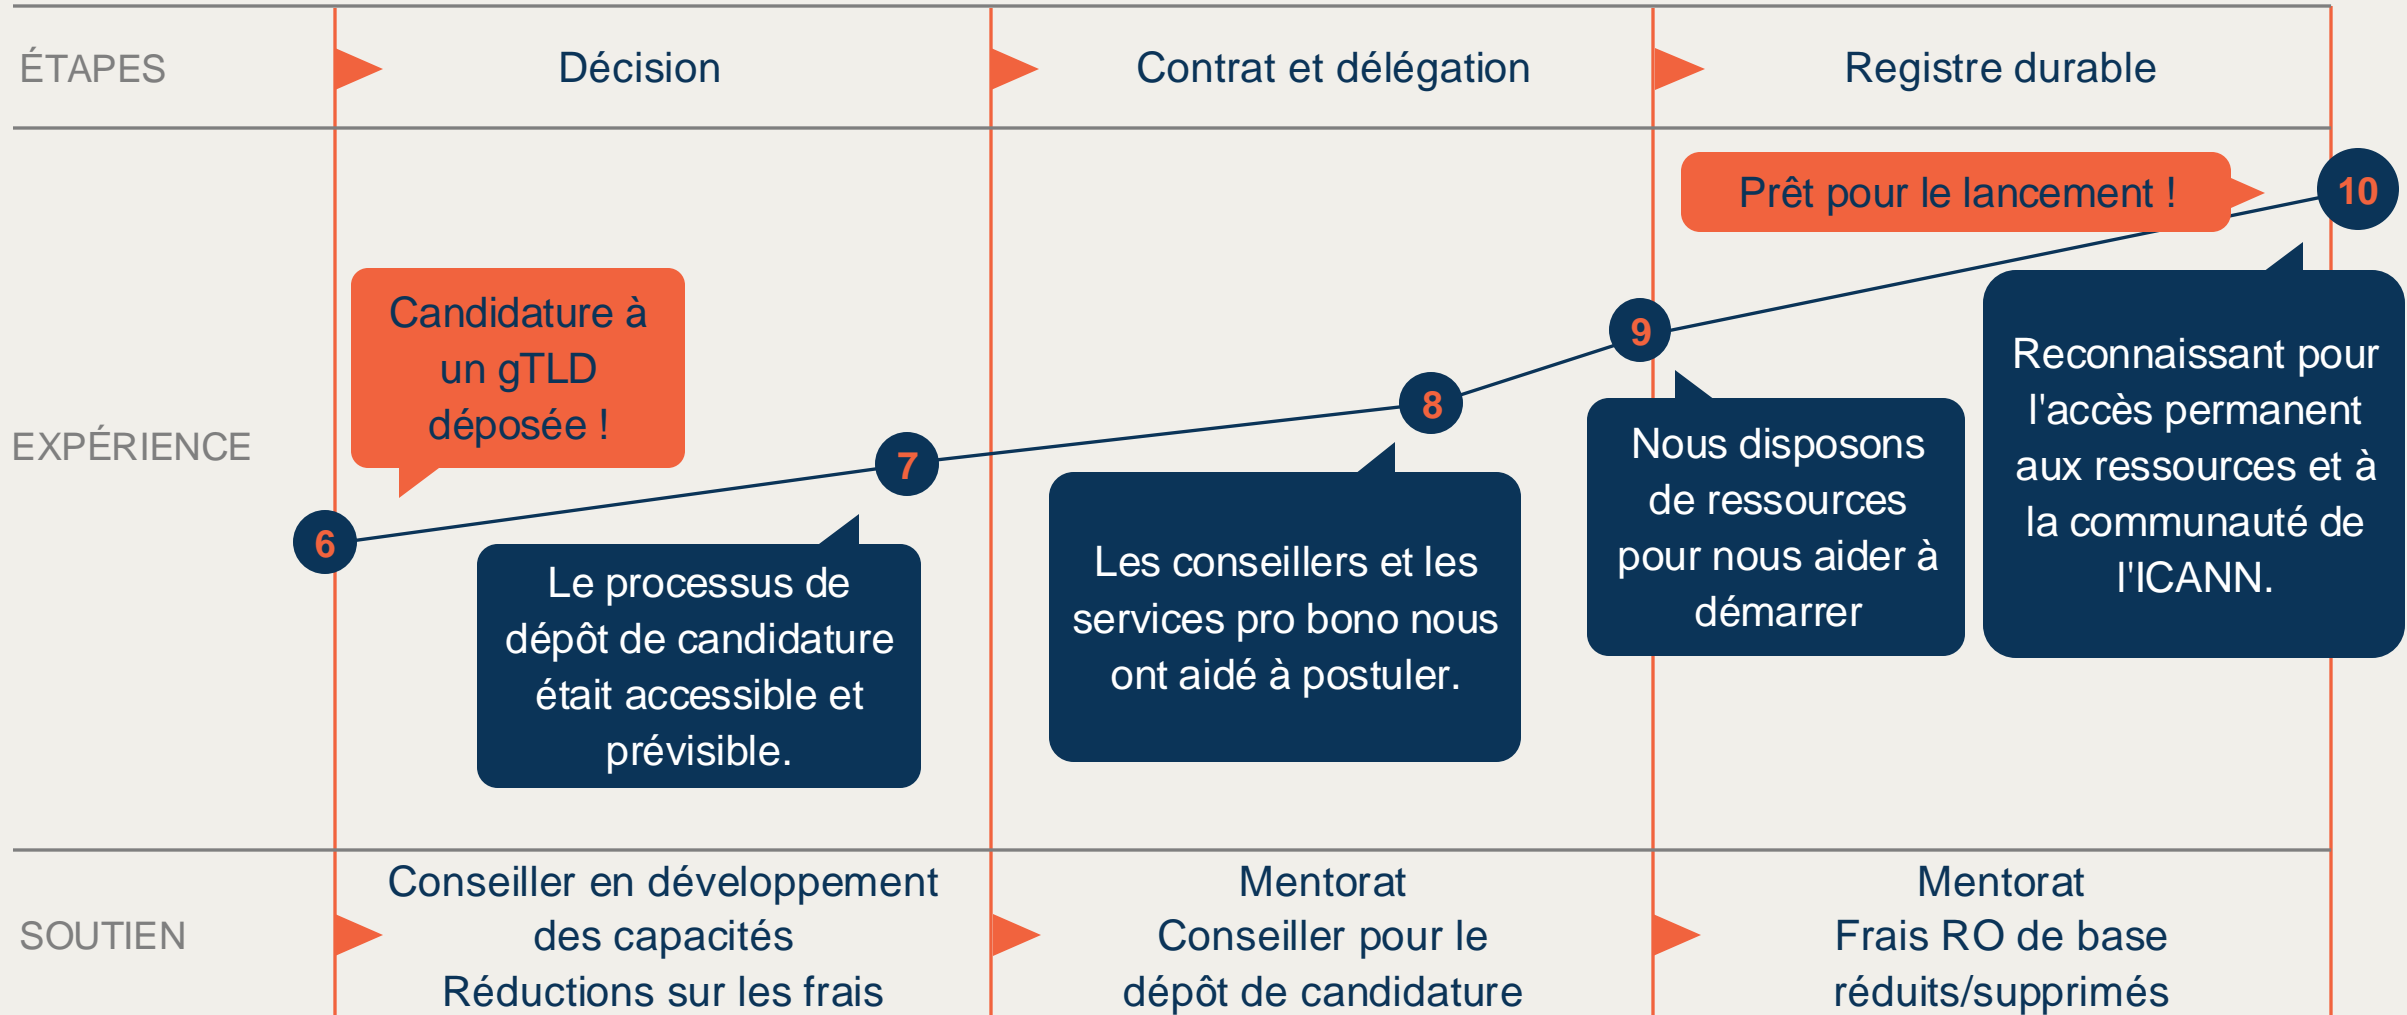 ÉTAPES
Décision
Contrat et délégation
Registre durable
EXPÉRIENCE
6
Candidature à
un gTLD
déposée !
7
Le processus de
dépôt de candidature
était accessible et
prévisible.
8
Les conseillers et les
services pro bono nous
ont aidé à postuler.
9
Nous disposons
de ressources
pour nous aider à
démarrer
Prêt pour le lancement !
10
Reconnaissant pour
l'accès permanent
aux ressources et à
la communauté de
l'ICANN.
SOUTIEN
Conseiller en développement
des capacités
Réductions sur les frais
Mentorat
Conseiller pour le
dépôt de candidature
Mentorat
Frais RO de base
réduits/supprimés